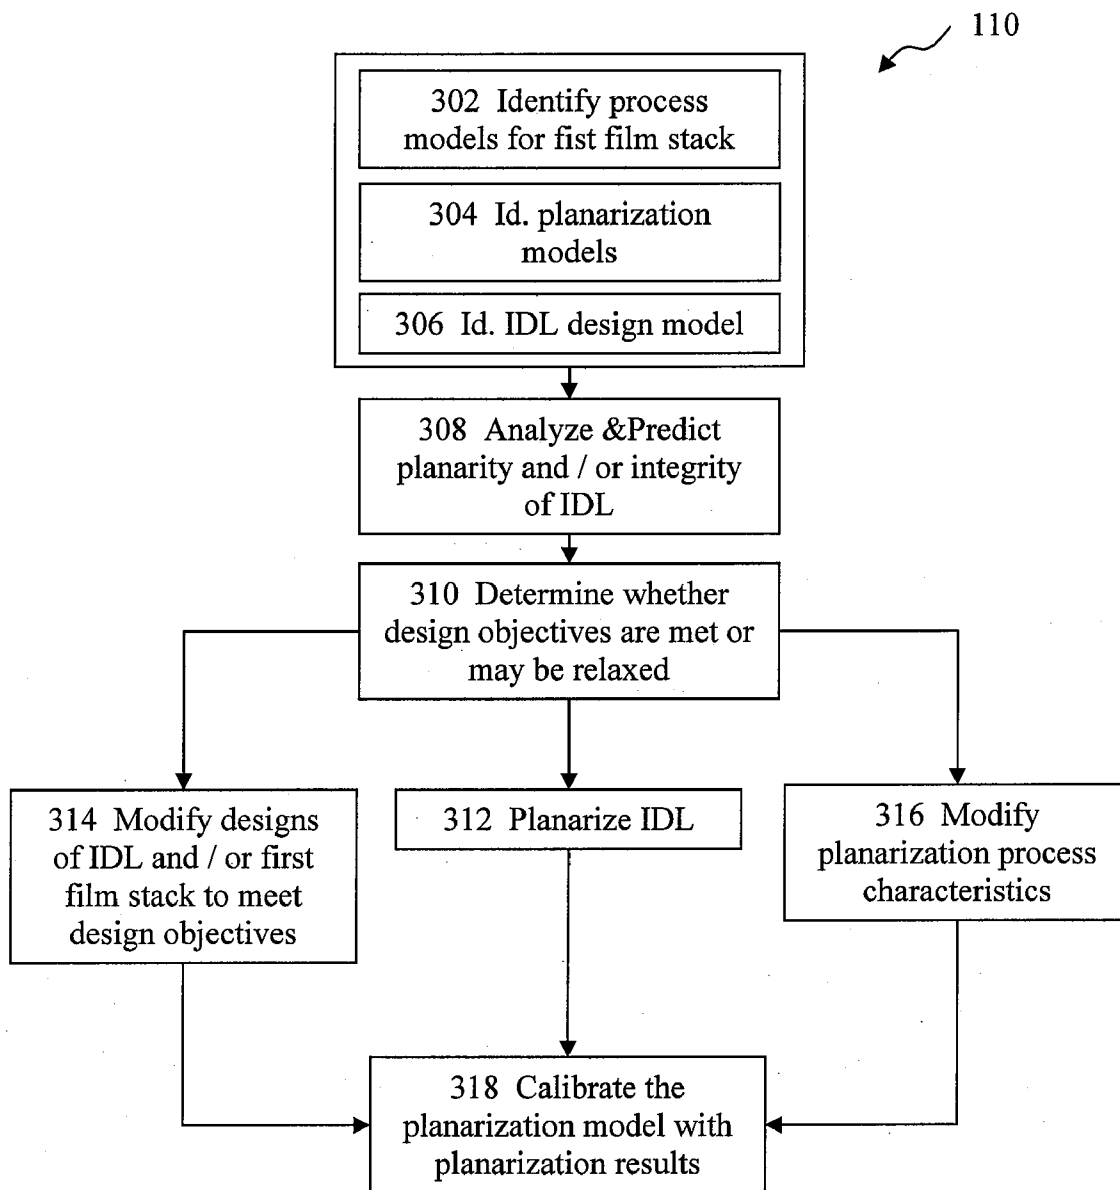 110
302 Identify process
models for fist film stack
304 Id. planarization
models
306 Id. IDL design model
308 Analyze &Predict
planarity and / or integrity
of IDL
310 Determine whether
design objectives are met or
may be relaxed
314 Modify designs
of IDL and / or first
film stack to meet
design objectives
312 Planarize IDL
316 Modify
planarization process
characteristics
318 Calibrate the
planarization model with
planarization results